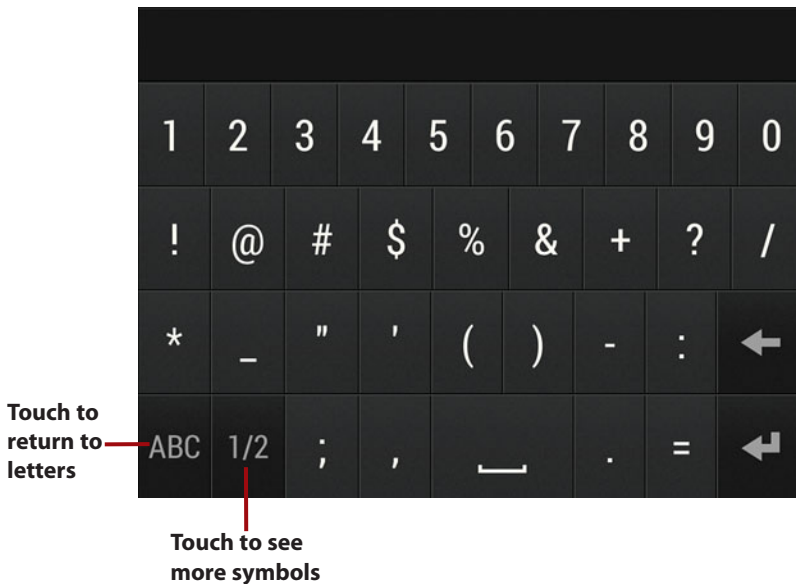 1 2 3 4 5 6 7 8 9 0
! @ # $ % & + ? /
* _ " ' ( ) - :
Touch to
return to
letters
ABC 1/2 ; , . =
Touch to see
more symbols